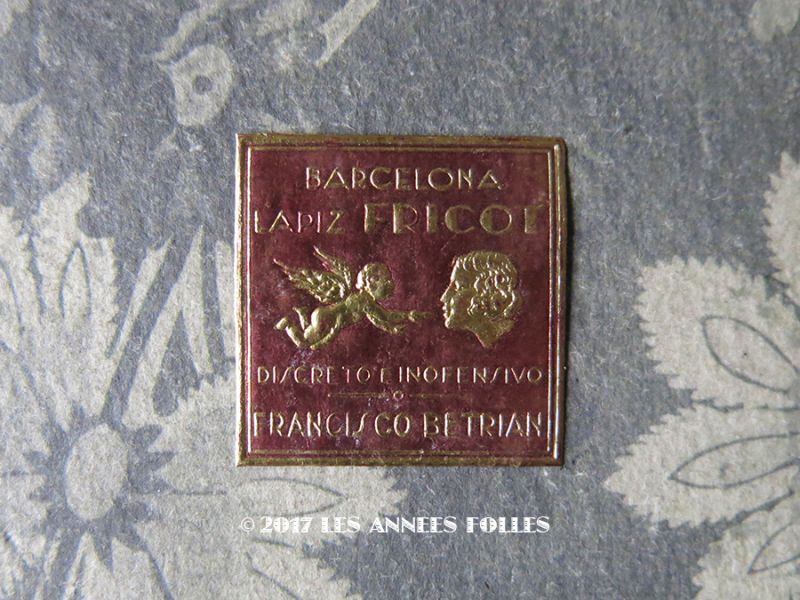 BARCELONA
LAPIZ FRICOT
DISCRETO E INOFENSIVO
FRANCISCO BETRIAN
© 2017 LES ANNEES FOLLES